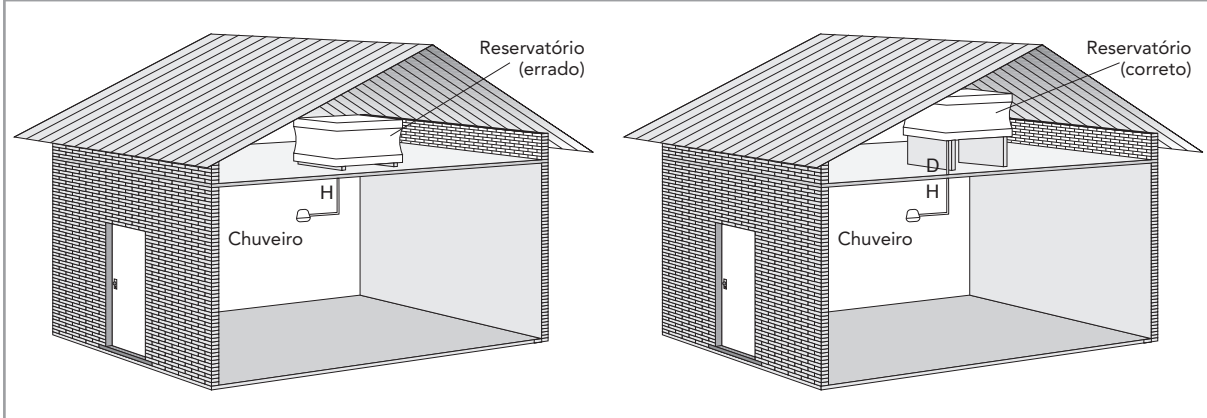 Reservatório
(errado)
H
Chuveiro
Reservatório
(correto)
D
H
Chuveiro